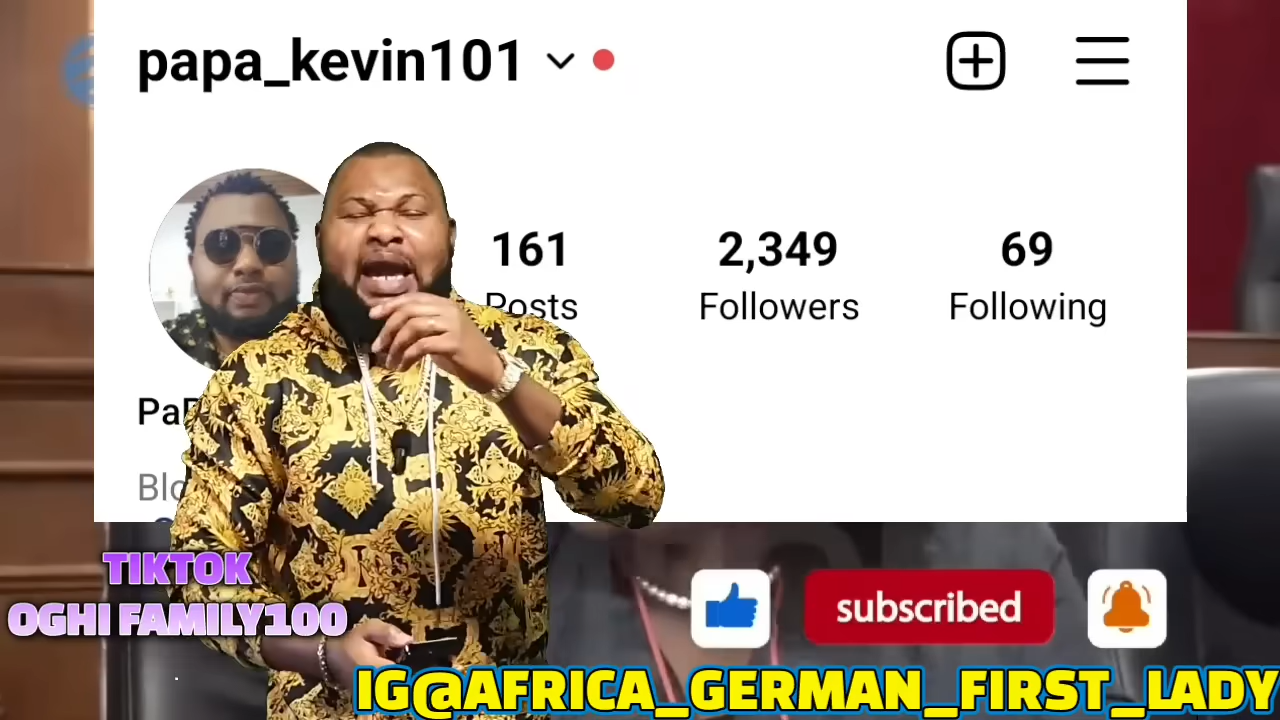 papa_kevin101
161
2,349
69
Posts
Followers
Following
TIKTOK
OGHI FAMILY100
subscribed
IG@AFRICA_GERMAN_FIRST_LADY